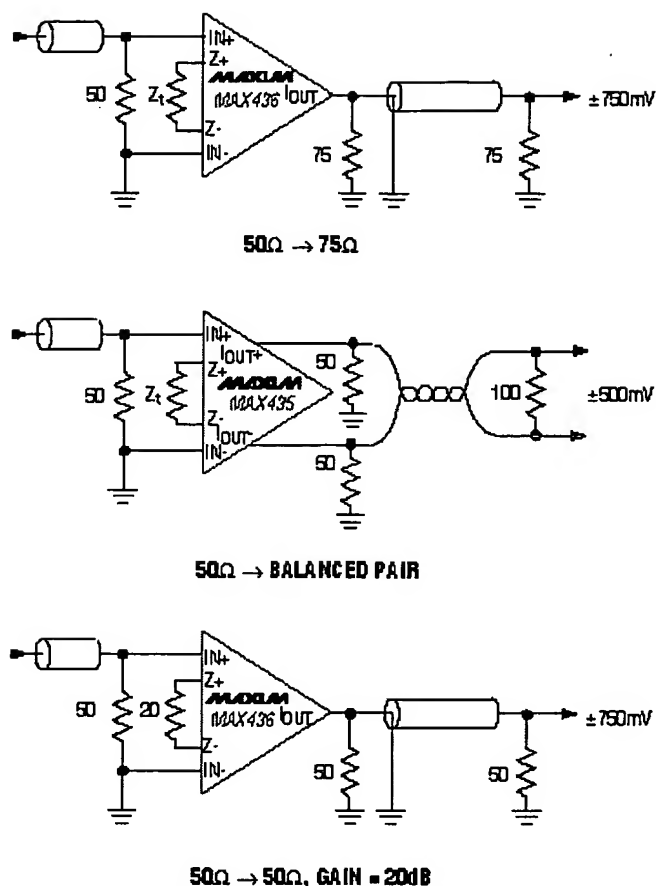 IN+
Z+
50
Zt
MAXIM
MAX436
IOUT
Z-
IN-
75
75
±750mV
50Ω → 75Ω
IN+
IOUT+
Z+
50
Zt
MAXIM
MAX435
Z-
IOUT-
IN-
50
50
100
±500mV
50Ω → BALANCED PAIR
IN+
Z+
50
20
MAXIM
MAX436
IOUT
Z-
IN-
50
50
±750mV
50Ω → 50Ω, GAIN = 20dB